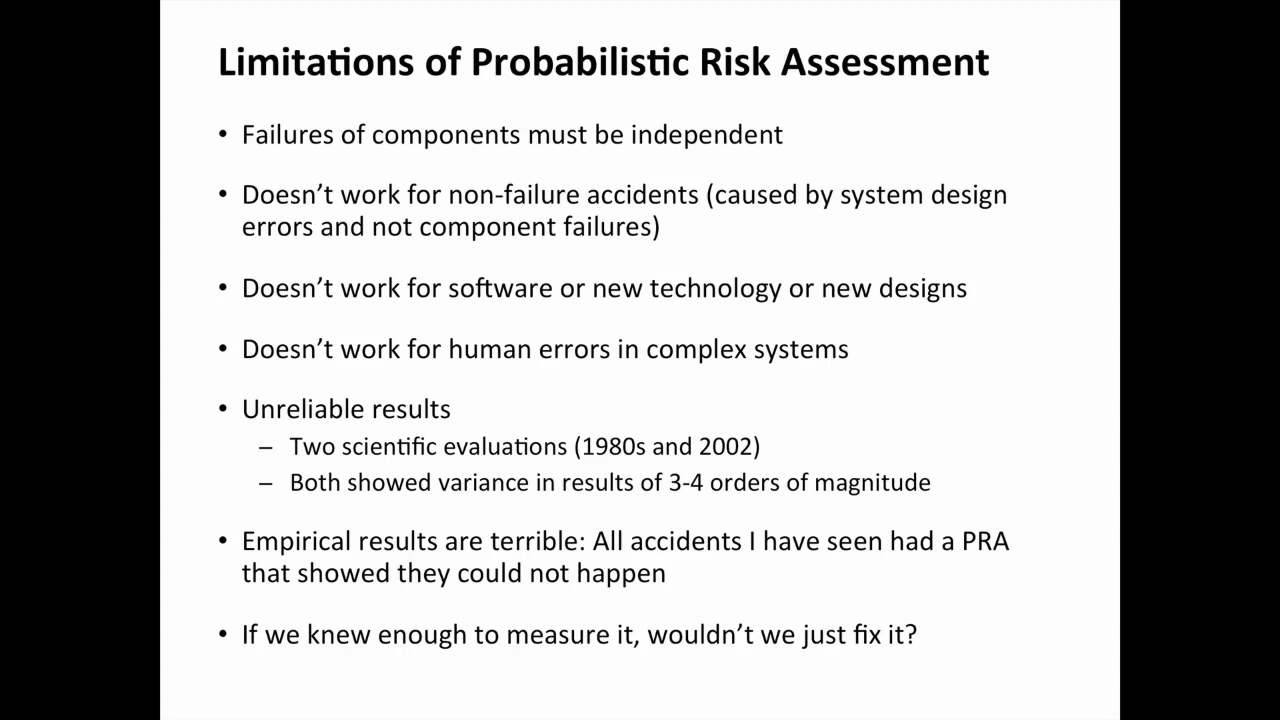 Limitations of Probabilistic Risk Assessment
• Failures of components must be independent
• Doesn’t work for non-failure accidents (caused by system design
errors and not component failures)
• Doesn’t work for software or new technology or new designs
• Doesn’t work for human errors in complex systems
• Unreliable results
– Two scientific evaluations (1980s and 2002)
– Both showed variance in results of 3-4 orders of magnitude
• Empirical results are terrible: All accidents I have seen had a PRA
that showed they could not happen
• If we knew enough to measure it, wouldn’t we just fix it?